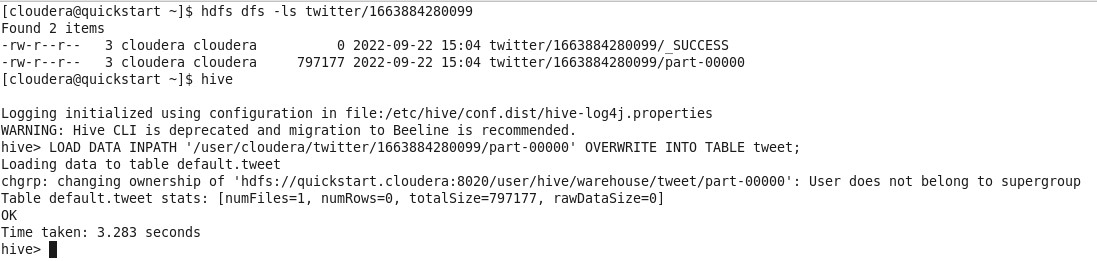 [cloudera@quickstart ~]$ hdfs dfs -ls twitter/1663884280099
Found 2 items
-rw-r--r--   3 cloudera cloudera          0 2022-09-22 15:04 twitter/1663884280099/_SUCCESS
-rw-r--r--   3 cloudera cloudera     797177 2022-09-22 15:04 twitter/1663884280099/part-00000
[cloudera@quickstart ~]$ hive
Logging initialized using configuration in file:/etc/hive/conf.dist/hive-log4j.properties
WARNING: Hive CLI is deprecated and migration to Beeline is recommended.
hive> LOAD DATA INPATH '/user/cloudera/twitter/1663884280099/part-00000' OVERWRITE INTO TABLE tweet;
Loading data to table default.tweet
chgrp: changing ownership of 'hdfs://quickstart.cloudera:8020/user/hive/warehouse/tweet/part-00000': User does not belong to supergroup
Table default.tweet stats: [numFiles=1, numRows=0, totalSize=797177, rawDataSize=0]
OK
Time taken: 3.283 seconds
hive>